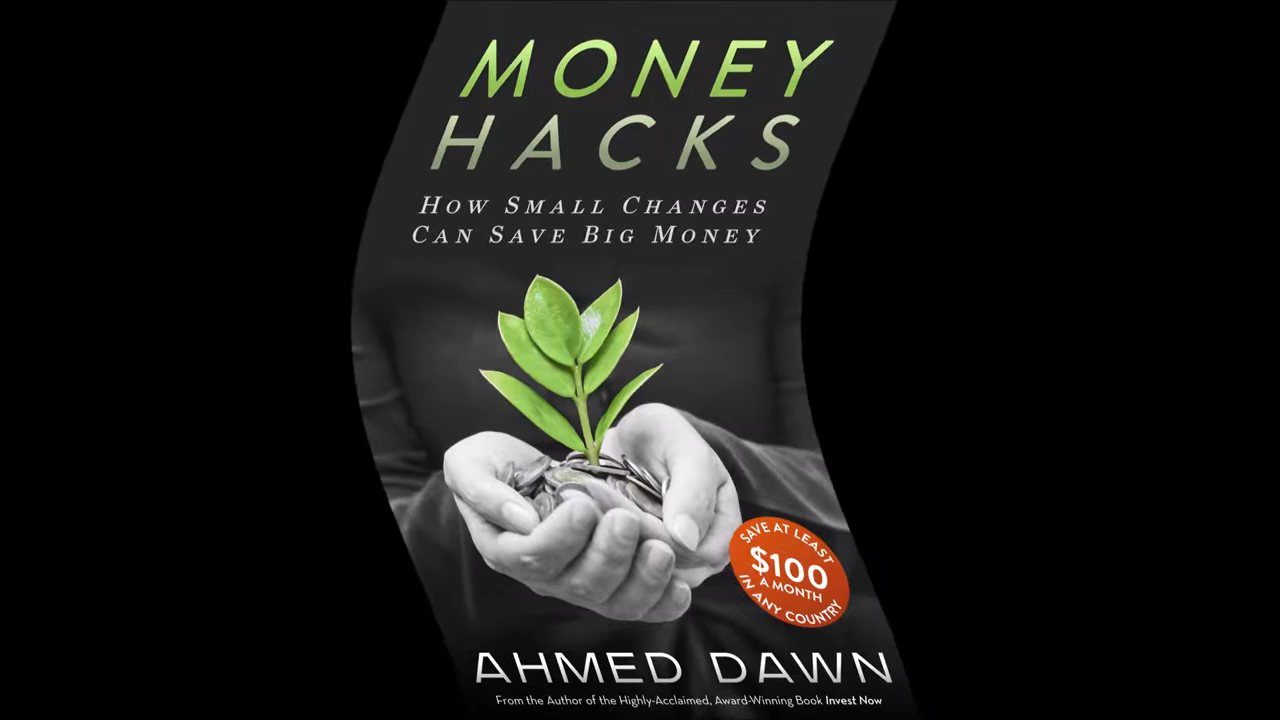 MONEY
HACKS
HOW SMALL CHANGES
CAN SAVE BIG MONEY
SAVE AT LEAST
$100
A MONTH
IN ANY COUNTRY
AHMED DAWN
From the Author of the Highly-Acclaimed, Award-Winning Book Invest Now